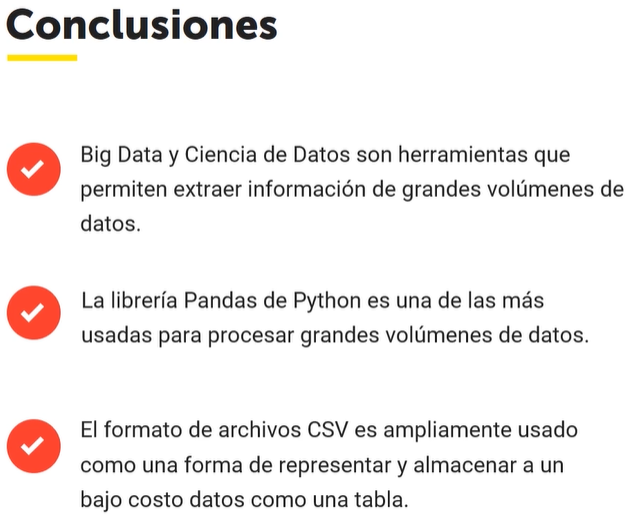 Conclusiones
Big Data y Ciencia de Datos son herramientas que
permiten extraer información de grandes volúmenes de
datos.
La librería Pandas de Python es una de las más
usadas para procesar grandes volúmenes de datos.
El formato de archivos CSV es ampliamente usado
como una forma de representar y almacenar a un
bajo costo datos como una tabla.